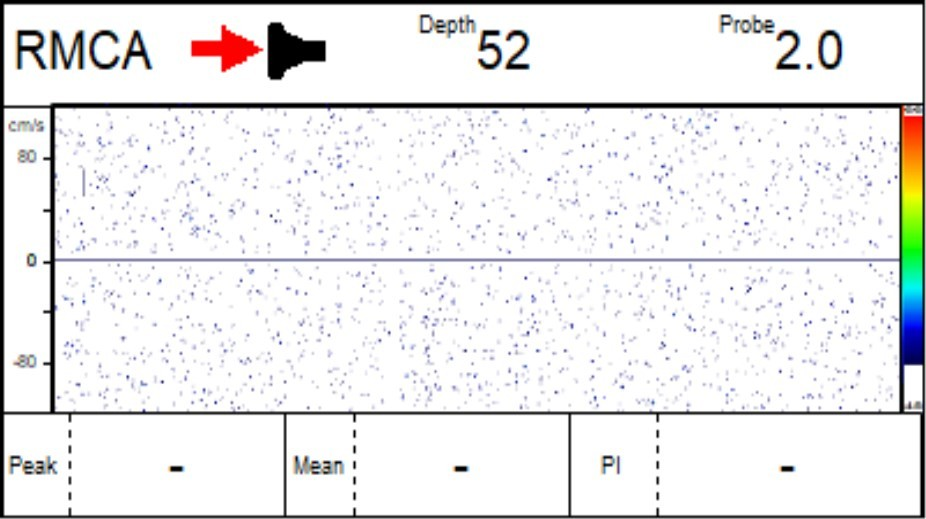 RMCA Depth 52 Probe 2.0
cm/s
80
0
-80
Peak - Mean - PI -